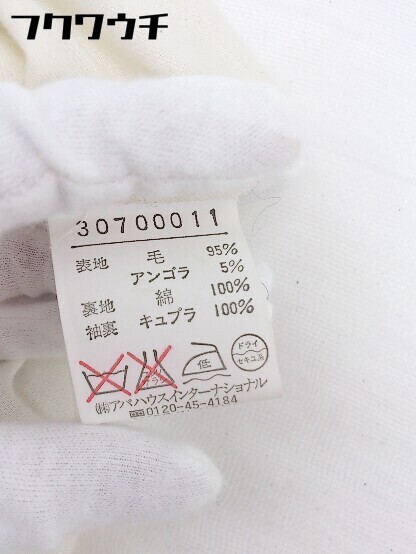 フクワウチ
30700011
表地 毛 95%
アンゴラ 5%
裏地 綿 100%
袖裏 キュプラ 100%
低
ドライ
セキユ系
㈱アバハウスインターナショナル
0120-45-4184